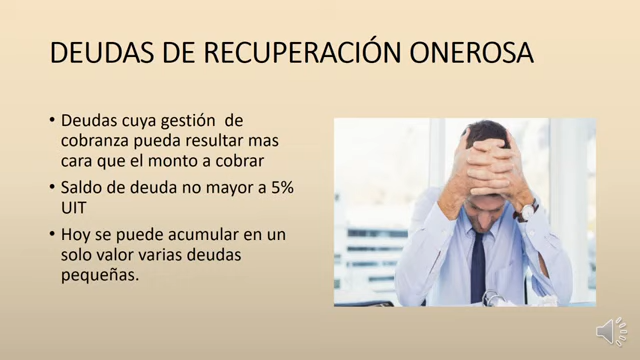 DEUDAS DE RECUPERACIÓN ONEROSA
• Deudas cuya gestión de
cobranza pueda resultar mas
cara que el monto a cobrar
• Saldo de deuda no mayor a 5%
UIT
• Hoy se puede acumular en un
solo valor varias deudas
pequeñas.